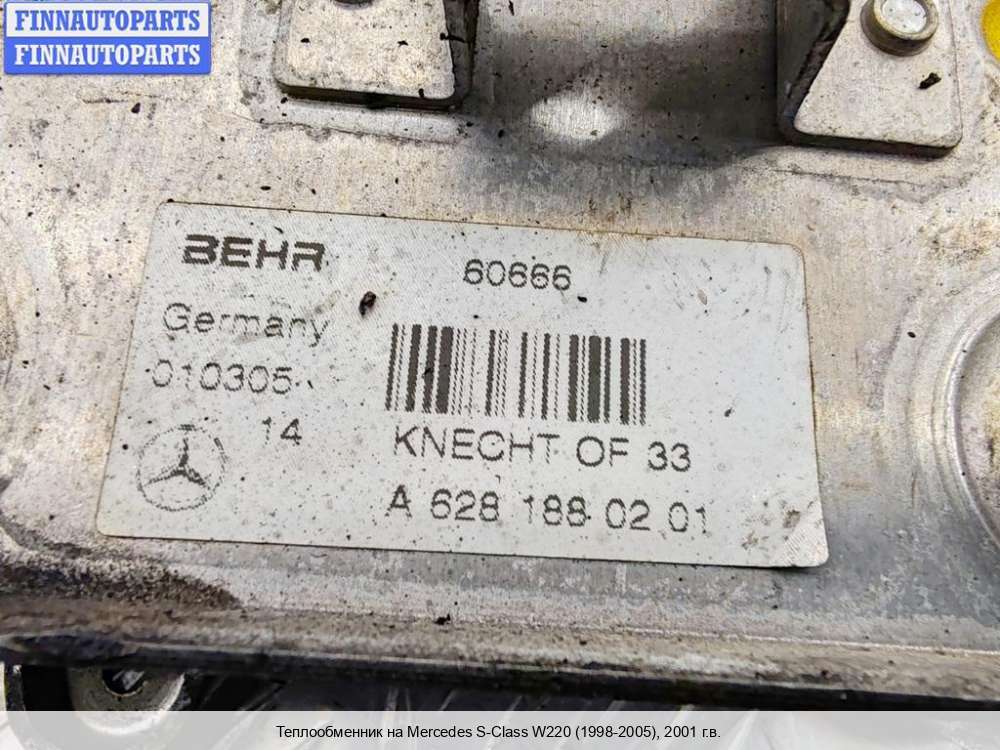 FINNAUTOPARTS
FINNAUTOPARTS
BEHR 60666
Germany
010305
14
KNECHT OF 33
A 628 188 02 01
Теплообменник на Mercedes S-Class W220 (1998-2005), 2001 г.в.